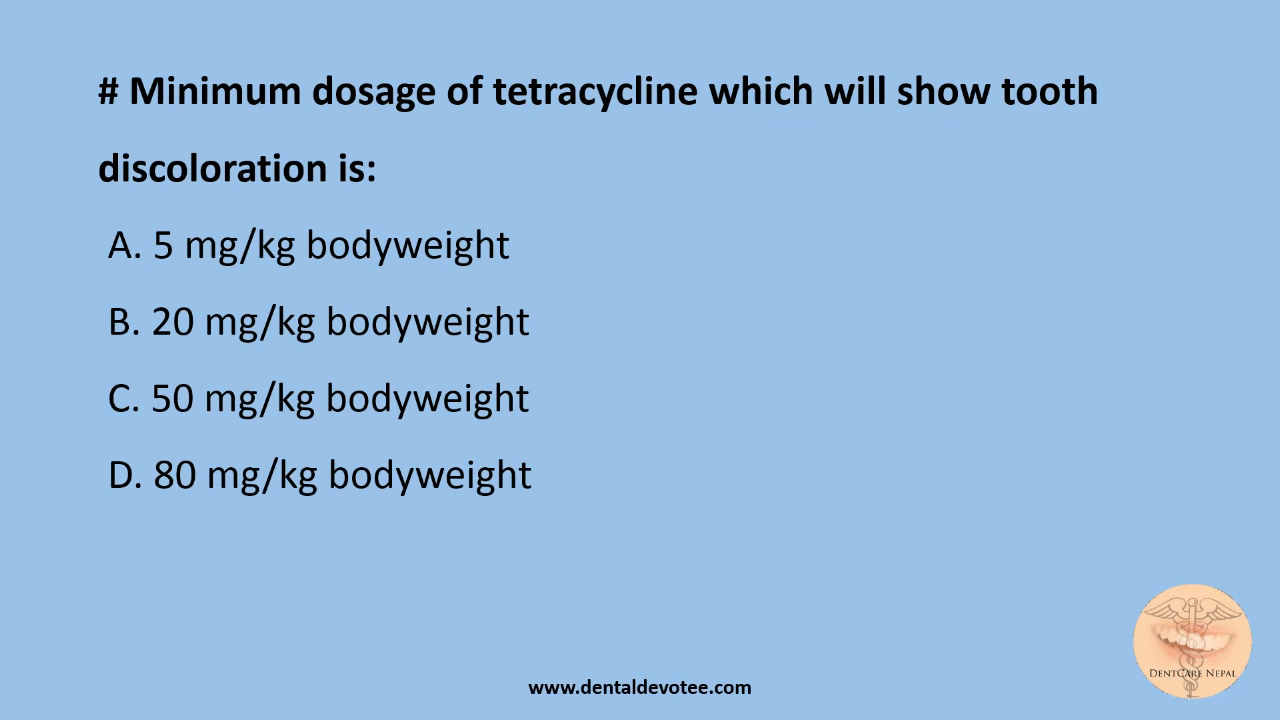 # Minimum dosage of tetracycline which will show tooth
discoloration is:
A. 5 mg/kg bodyweight
B. 20 mg/kg bodyweight
C. 50 mg/kg bodyweight
D. 80 mg/kg bodyweight
DENTCARE NEPAL
www.dentaldevotee.com